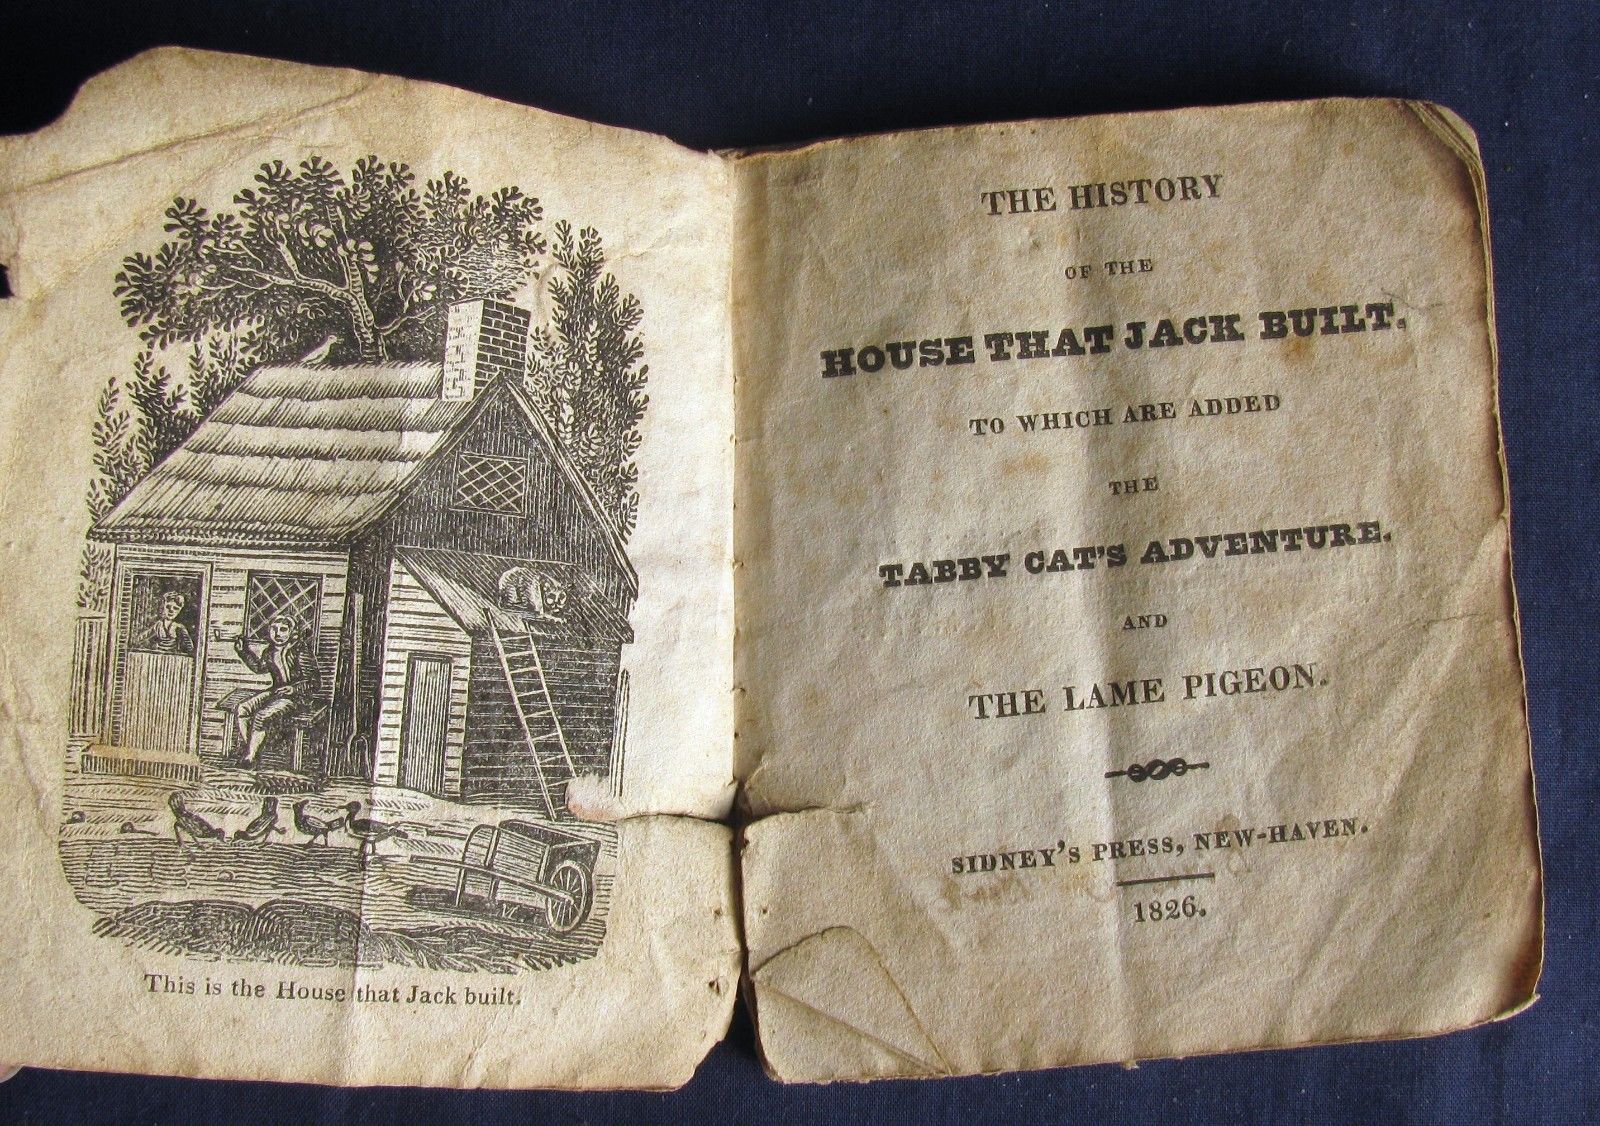 This is the House that Jack built.
THE HISTORY
OF THE
HOUSE THAT JACK BUILT.
TO WHICH ARE ADDED
THE
TABBY CAT'S ADVENTURE.
AND
THE LAME PIGEON.
SIDNEY'S PRESS, NEW-HAVEN.
1826.